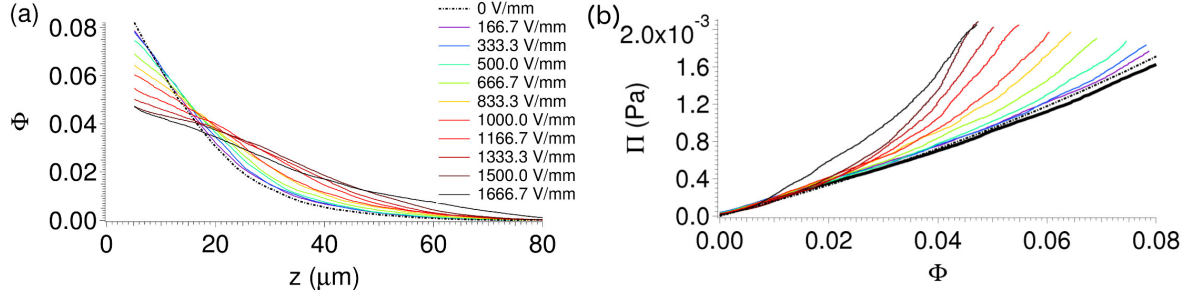 (a)
0.08
0.06
0.04
0.02
0.00
Φ
0
20
40
60
80
z (μm)
0 V/mm
166.7 V/mm
333.3 V/mm
500.0 V/mm
666.7 V/mm
833.3 V/mm
1000.0 V/mm
1166.7 V/mm
1333.3 V/mm
1500.0 V/mm
1666.7 V/mm
(b)
2.0x10⁻³
1.6
1.2
0.8
0.4
0.0
Π (Pa)
0.00
0.02
0.04
0.06
0.08
Φ